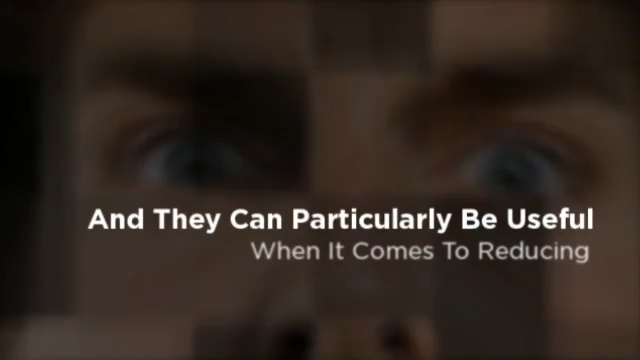 And They Can Particularly Be Useful
When It Comes To Reducing